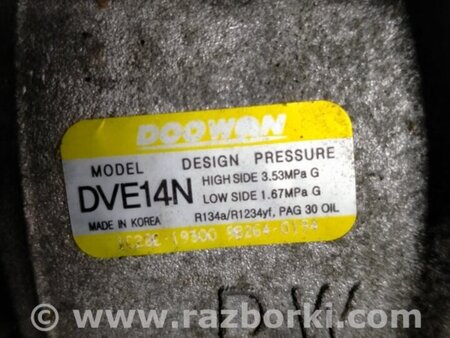 DOOWON
MODEL DESIGN PRESSURE
DVE14N HIGH SIDE 3.53MPa G
LOW SIDE 1.67MPa G
MADE IN KOREA R134a/R1234yf, PAG 30 OIL
www.razborki.com